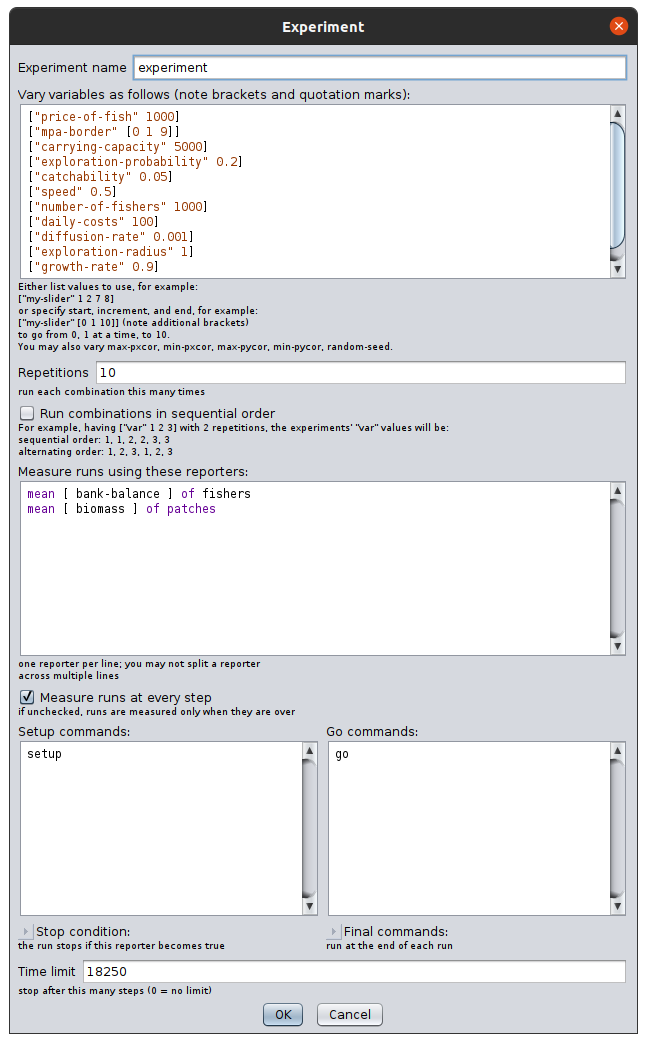 Experiment
Experiment name experiment
Vary variables as follows (note brackets and quotation marks):
["price-of-fish" 1000]
["mpa-border" [0 1 9]]
["carrying-capacity" 5000]
["exploration-probability" 0.2]
["catchability" 0.05]
["speed" 0.5]
["number-of-fishers" 1000]
["daily-costs" 100]
["diffusion-rate" 0.001]
["exploration-radius" 1]
["growth-rate" 0.9]
Either list values to use, for example:
["my-slider" 1 2 7 8]
or specify start, increment, and end, for example:
["my-slider" [0 1 10]] (note additional brackets)
to go from 0, 1 at a time, to 10.
You may also vary max-pxcor, min-pxcor, max-pycor, min-pycor, random-seed.
Repetitions 10
run each combination this many times
Run combinations in sequential order
For example, having ["var" 1 2 3] with 2 repetitions, the experiments' "var" values will be:
sequential order: 1, 1, 2, 2, 3, 3
alternating order: 1, 2, 3, 1, 2, 3
Measure runs using these reporters:
mean [ bank-balance ] of fishers
mean [ biomass ] of patches
one reporter per line; you may not split a reporter
across multiple lines
Measure runs at every step
if unchecked, runs are measured only when they are over
Setup commands:
setup
Go commands:
go
Stop condition:
the run stops if this reporter becomes true
Final commands:
run at the end of each run
Time limit 18250
stop after this many steps (0 = no limit)
OK
Cancel